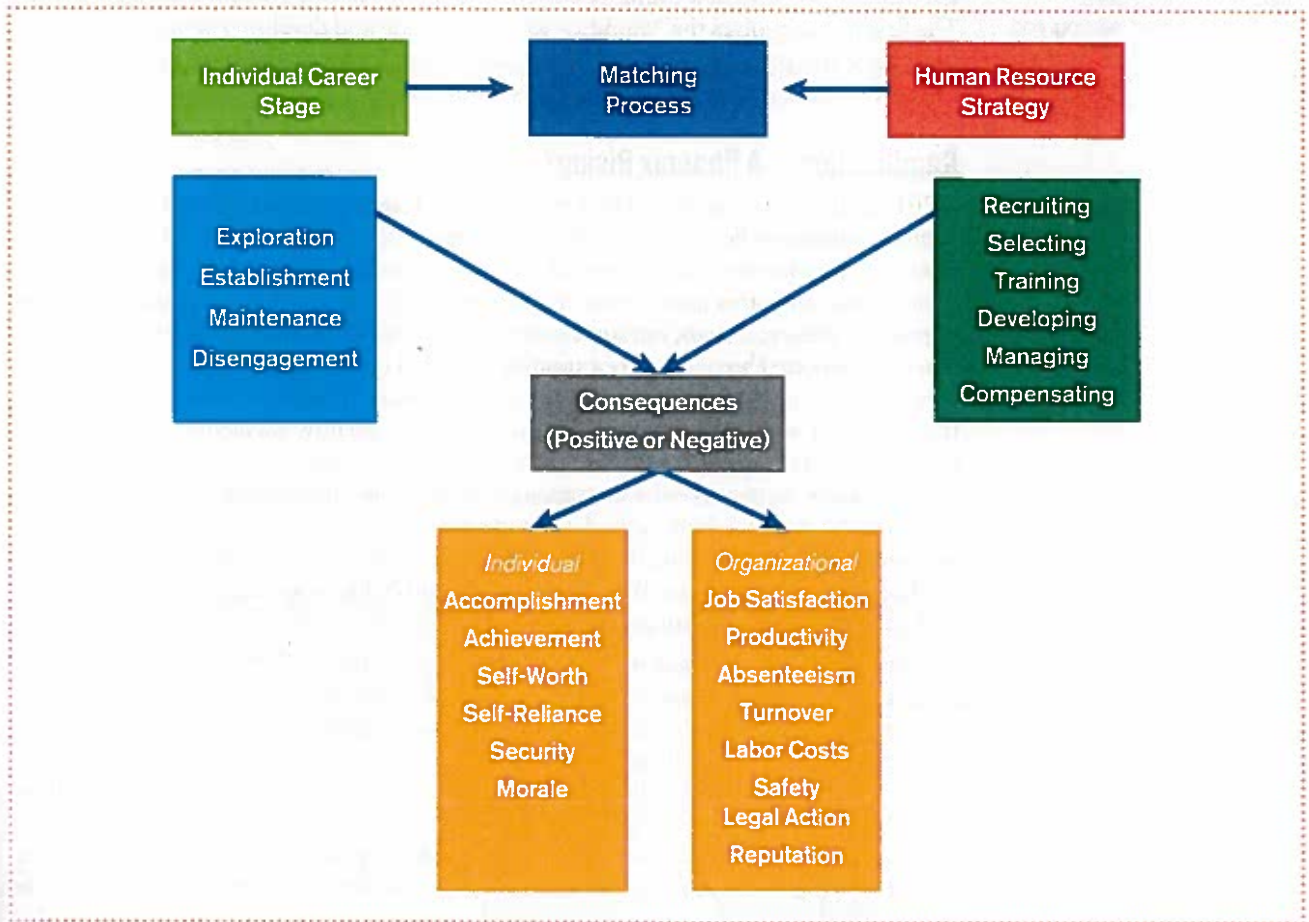 Individual Career
Stage
Matching
Process
Human Resource
Strategy
Exploration
Establishment
Maintenance
Disengagement
Recruiting
Selecting
Training
Developing
Managing
Compensating
Consequences
(Positive or Negative)
Individual
Accomplishment
Achievement
Self-Worth
Self-Reliance
Security
Morale
Organizational
Job Satisfaction
Productivity
Absenteeism
Turnover
Labor Costs
Safety
Legal Action
Reputation